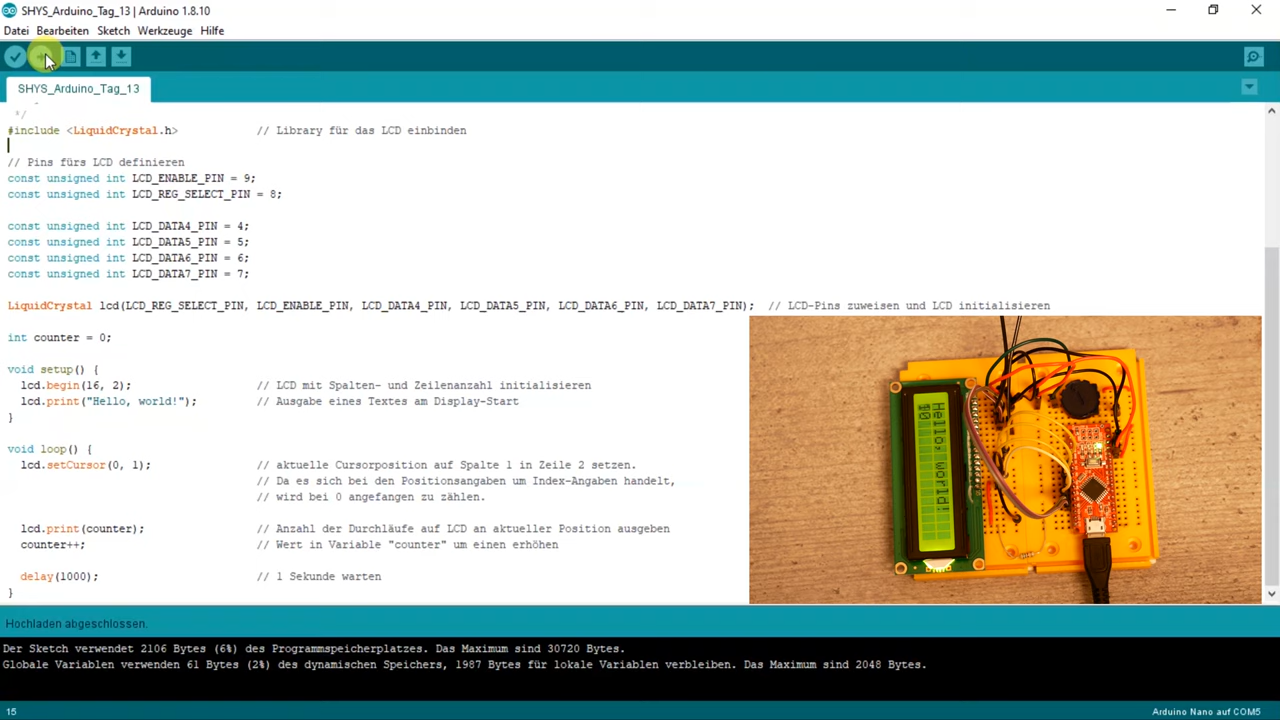 SHYS_Arduino_Tag_13 | Arduino 1.8.10
Datei Bearbeiten Sketch Werkzeuge Hilfe
SHYS_Arduino_Tag_13
*/
#include <LiquidCrystal.h> // Library für das LCD einbinden
// Pins fürs LCD definieren
const unsigned int LCD_ENABLE_PIN = 9;
const unsigned int LCD_REG_SELECT_PIN = 8;
const unsigned int LCD_DATA4_PIN = 4;
const unsigned int LCD_DATA5_PIN = 5;
const unsigned int LCD_DATA6_PIN = 6;
const unsigned int LCD_DATA7_PIN = 7;
LiquidCrystal lcd(LCD_REG_SELECT_PIN, LCD_ENABLE_PIN, LCD_DATA4_PIN, LCD_DATA5_PIN, LCD_DATA6_PIN, LCD_DATA7_PIN); // LCD-Pins zuweisen und LCD initialisieren
int counter = 0;
void setup() {
lcd.begin(16, 2); // LCD mit Spalten- und Zeilenanzahl initialisieren
lcd.print("Hello, world!"); // Ausgabe eines Textes am Display-Start
}
void loop() {
lcd.setCursor(0, 1); // aktuelle Cursorposition auf Spalte 1 in Zeile 2 setzen.
// Da es sich bei den Positionsangaben um Index-Angaben handelt,
// wird bei 0 angefangen zu zählen.
lcd.print(counter); // Anzahl der Durchläufe auf LCD an aktueller Position ausgeben
counter++; // Wert in Variable "counter" um einen erhöhen
delay(1000); // 1 Sekunde warten
}
Hello, world!
Hochladen abgeschlossen.
Der Sketch verwendet 2106 Bytes (6%) des Programmspeicherplatzes. Das Maximum sind 30720 Bytes.
Globale Variablen verwenden 61 Bytes (2%) des dynamischen Speichers, 1987 Bytes für lokale Variablen verbleiben. Das Maximum sind 2048 Bytes.
15
Arduino Nano auf COM5